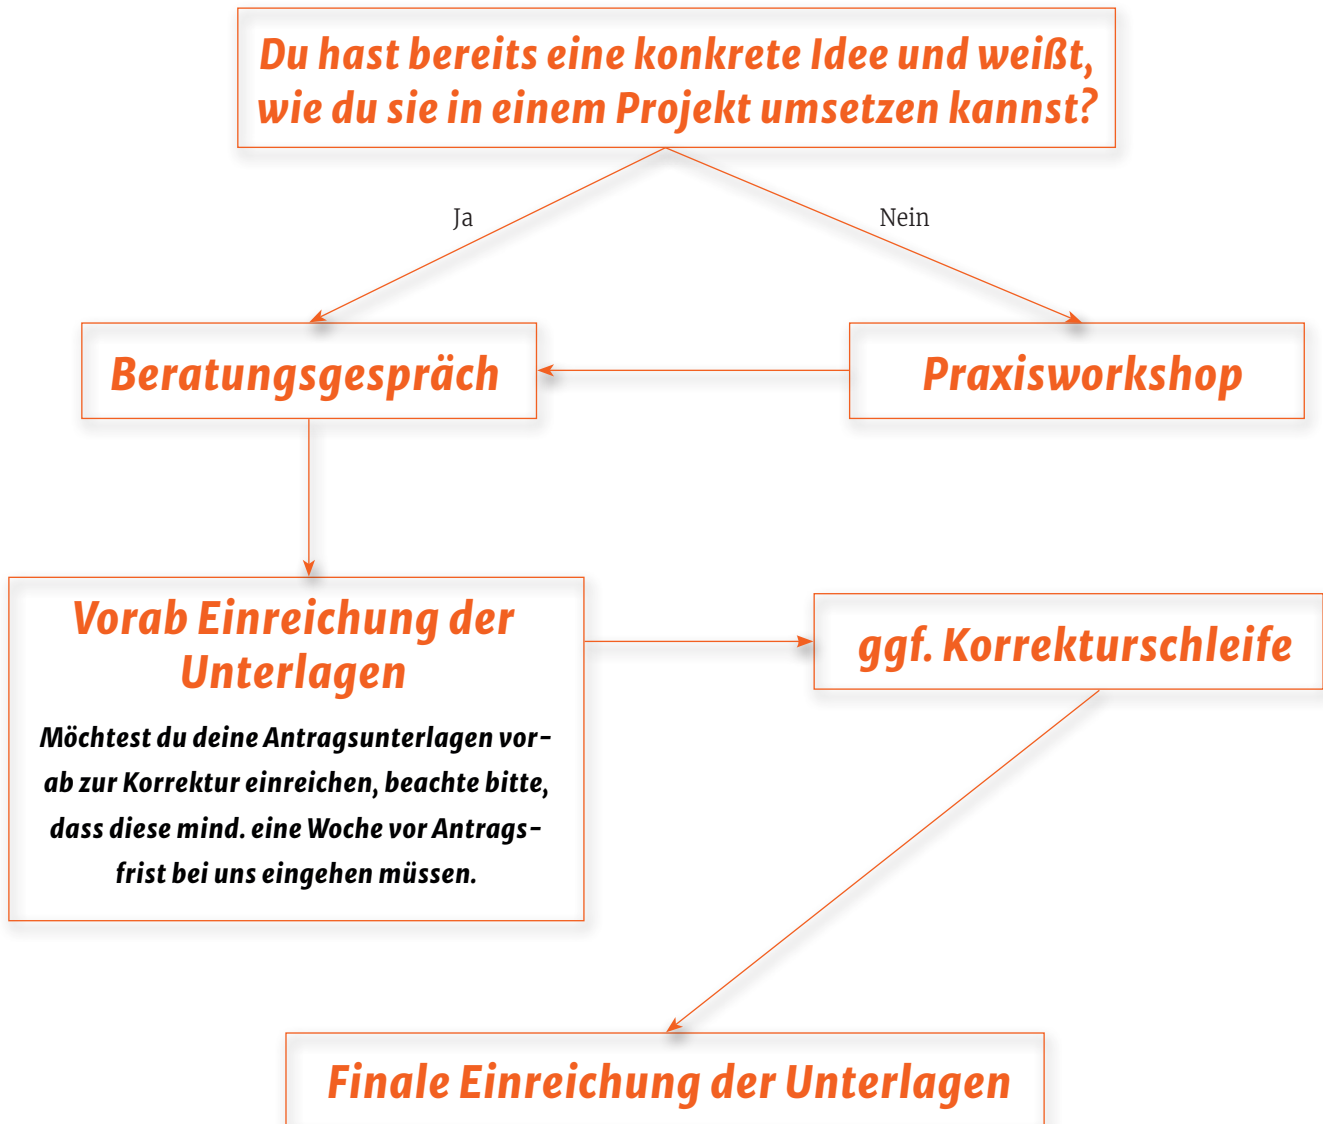 Du hast bereits eine konkrete Idee und weißt,
wie du sie in einem Projekt umsetzen kannst?
Ja
Nein
Beratungsgespräch
Praxisworkshop
Vorab Einreichung der
Unterlagen
Möchtest du deine Antragsunterlagen vor-
ab zur Korrektur einreichen, beachte bitte,
dass diese mind. eine Woche vor Antrags-
frist bei uns eingehen müssen.
ggf. Korrekturschleife
Finale Einreichung der Unterlagen